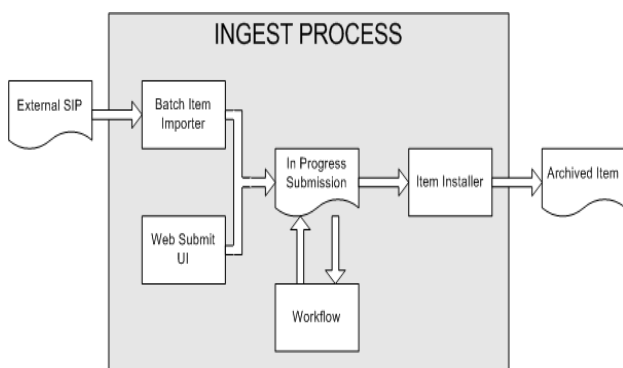 INGEST PROCESS
External SIP
Batch Item
Importer
In Progress
Submission
Item Installer
Archived Item
Web Submit
UI
Workflow